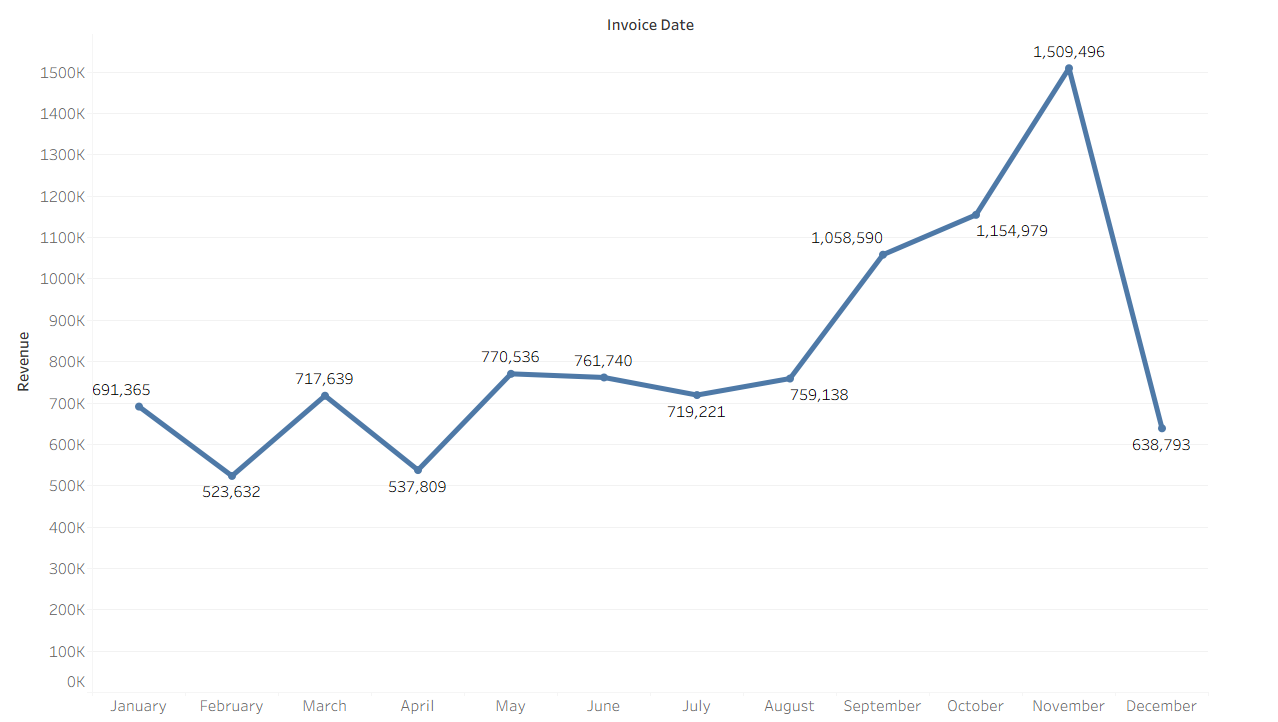 Invoice Date
1500K
1400K
1300K
1200K
1100K
1000K
900K
800K
700K
600K
500K
400K
300K
200K
100K
0K
Revenue
691,365
523,632
717,639
537,809
770,536
761,740
719,221
759,138
1,058,590
1,154,979
1,509,496
638,793
January February March April May June July August September October November December